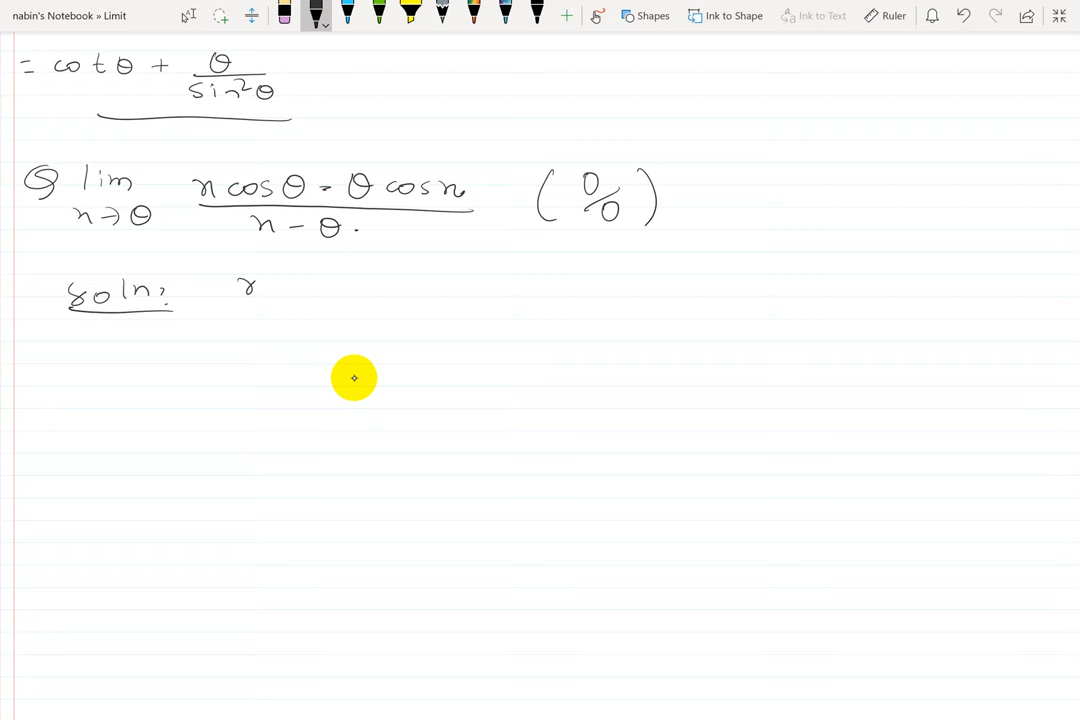 nabin's Notebook » Limit
Shapes
Ink to Shape
Ink to Text
Ruler
= cot θ + θ / sin²θ
Q lim x→θ (x cos θ - θ cos x) / (x - θ) . (0/0)
soln:
x